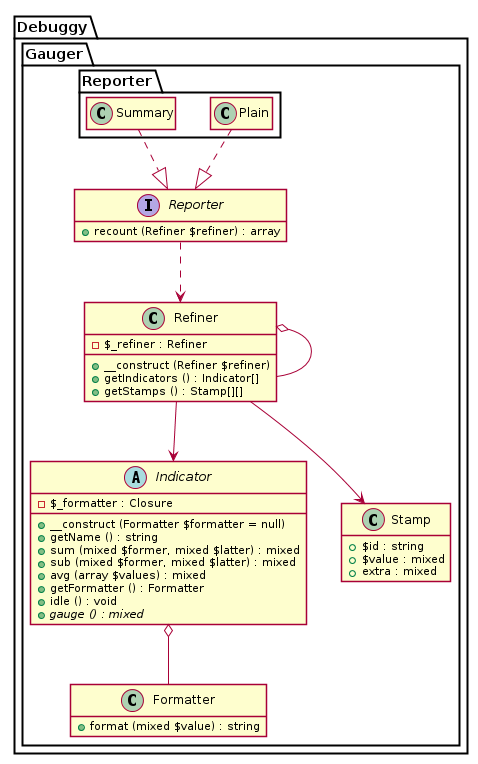 Debuggy
Gauger
Reporter
C Summary
C Plain
I Reporter
recount (Refiner $refiner) : array
C Refiner
$_refiner : Refiner
__construct (Refiner $refiner)
getIndicators () : Indicator[]
getStamps () : Stamp[][]
A Indicator
$_formatter : Closure
__construct (Formatter $formatter = null)
getName () : string
sum (mixed $former, mixed $latter) : mixed
sub (mixed $former, mixed $latter) : mixed
avg (array $values) : mixed
getFormatter () : Formatter
idle () : void
gauge () : mixed
C Stamp
$id : string
$value : mixed
extra : mixed
C Formatter
format (mixed $value) : string